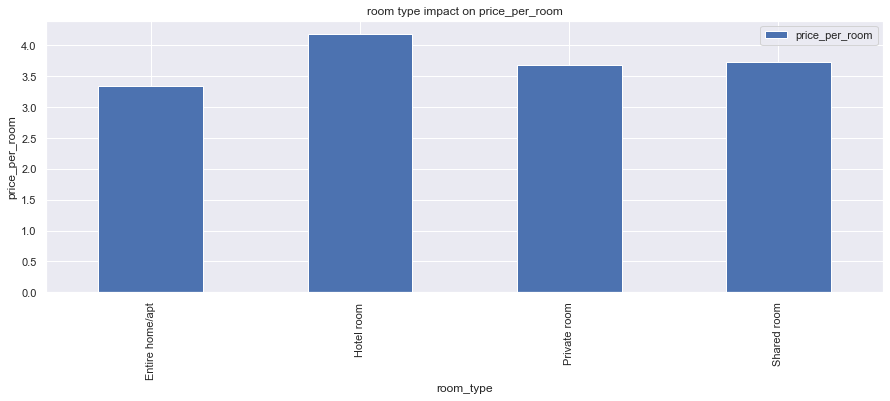 room type impact on price_per_room
price_per_room
price_per_room
4.0
3.5
3.0
2.5
2.0
1.5
1.0
0.5
0.0
Entire home/apt
Hotel room
Private room
Shared room
room_type